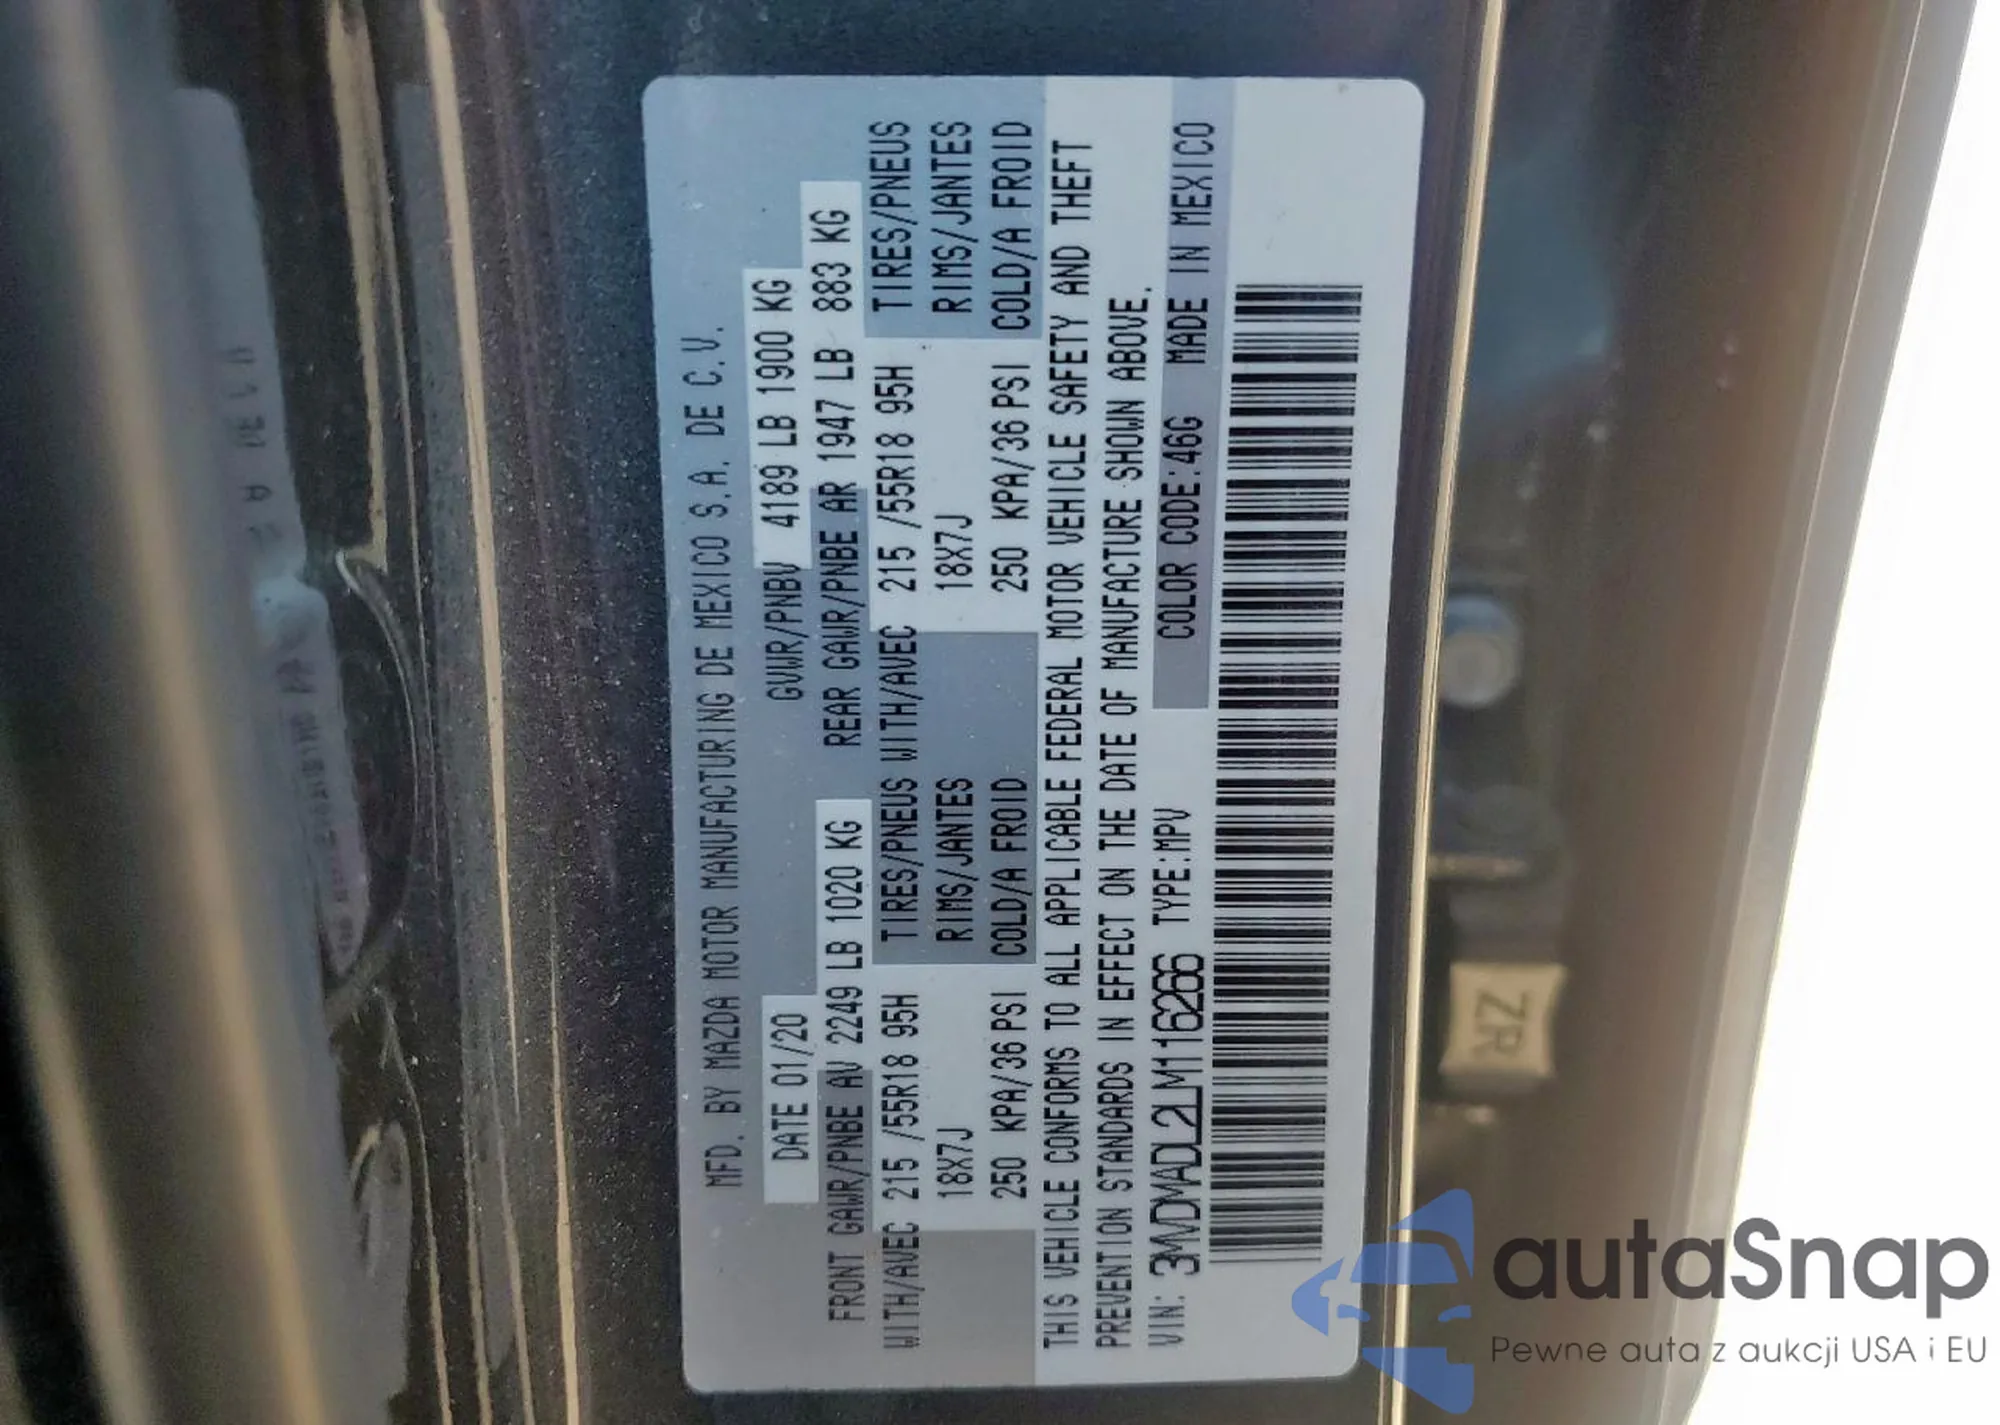 MFD. BY MAZDA MOTOR MANUFACTURING DE MEXICO S.A. DE C.V.
DATE 01/20 GVWR/PNBV 4189 LB 1900 KG
FRONT GAWR/PNBE AV 2249 LB 1020 KG REAR GAWR/PNBE AR 1947 LB 883 KG
WITH/AVEC 215 /55R18 95H TIRES/PNEUS WITH/AVEC 215 /55R18 95H TIRES/PNEUS
18X7J RIMS/JANTES 18X7J RIMS/JANTES
250 KPA/36 PSI COLD/A FROID 250 KPA/36 PSI COLD/A FROID
THIS VEHICLE CONFORMS TO ALL APPLICABLE FEDERAL MOTOR VEHICLE SAFETY AND THEFT
PREVENTION STANDARDS IN EFFECT ON THE DATE OF MANUFACTURE SHOWN ABOVE.
VIN: 3MVDMADL2LM116266 TYPE:MPV COLOR CODE:46G MADE IN MEXICO
ZR
autaSnap
Pewne auta z aukcji USA i EU